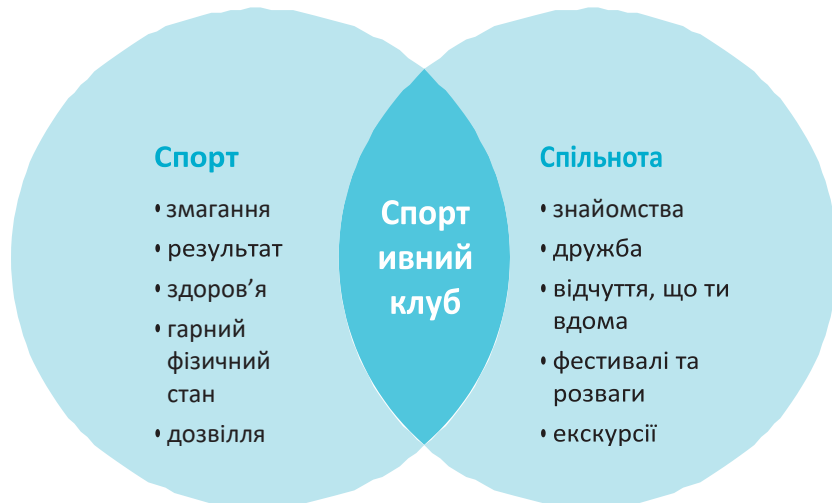 Спорт
• змагання
• результат
• здоров’я
• гарний
фізичний
стан
• дозвілля
Спорт
ивний
клуб
Спільнота
• знайомства
• дружба
• відчуття, що ти
вдома
• фестивалі та
розваги
• екскурсії